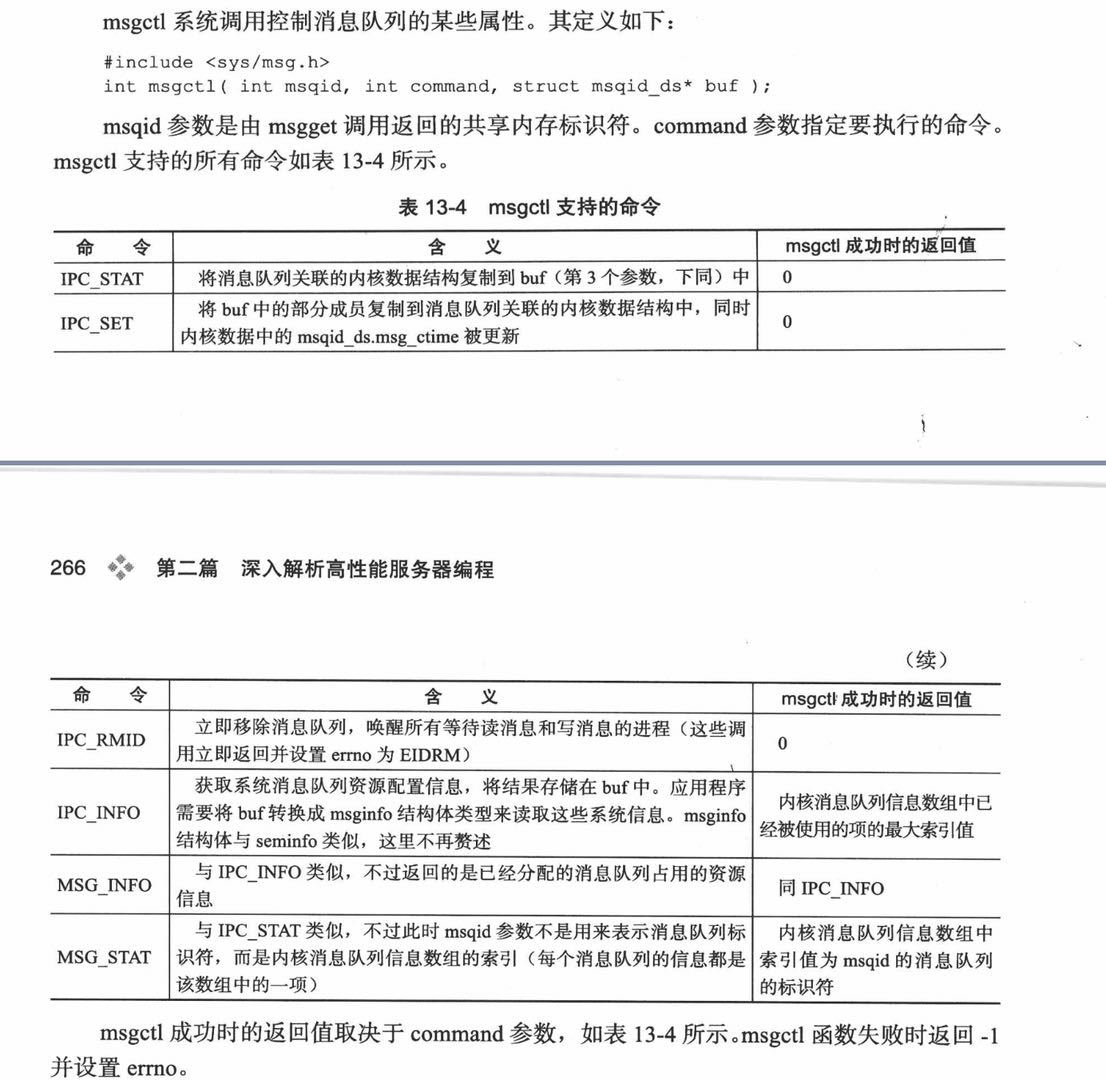 msgctl 系统调用控制消息队列的某些属性。其定义如下：
#include <sys/msg.h>
int msgctl( int msqid, int command, struct msqid_ds* buf );
msqid 参数是由 msgget 调用返回的共享内存标识符。command 参数指定要执行的命令。
msgctl 支持的所有命令如表 13-4 所示。
表 13-4 msgctl 支持的命令
命 令 含 义 msgctl 成功时的返回值
IPC_STAT 将消息队列关联的内核数据结构复制到 buf（第 3 个参数，下同）中 0
将 buf 中的部分成员复制到消息队列关联的内核数据结构中，同时
IPC_SET 0
内核数据中的 msqid_ds.msg_ctime 被更新
266 第二篇 深入解析高性能服务器编程
（续）
命 令 含 义 msgctl 成功时的返回值
立即移除消息队列，唤醒所有等待读消息和写消息的进程（这些调
IPC_RMID 0
用立即返回并设置 errno 为 EIDRM）
获取系统消息队列资源配置信息，将结果存储在 buf 中。应用程序
IPC_INFO 需要将 buf 转换成 msginfo 结构体类型来读取这些系统信息。msginfo
结构体与 seminfo 类似，这里不再赘述
内核消息队列信息数组中已
经被使用的项的最大索引值
与 IPC_INFO 类似，不过返回的是已经分配的消息队列占用的资源
MSG_INFO 同 IPC_INFO
信息
与 IPC_STAT 类似，不过此时 msqid 参数不是用来表示消息队列标
MSG_STAT 识符，而是内核消息队列信息数组的索引（每个消息队列的信息都是
该数组中的一项）
内核消息队列信息数组中
索引值为 msqid 的消息队列
的标识符
msgctl 成功时的返回值取决于 command 参数，如表 13-4 所示。msgctl 函数失败时返回 -1
并设置 errno。